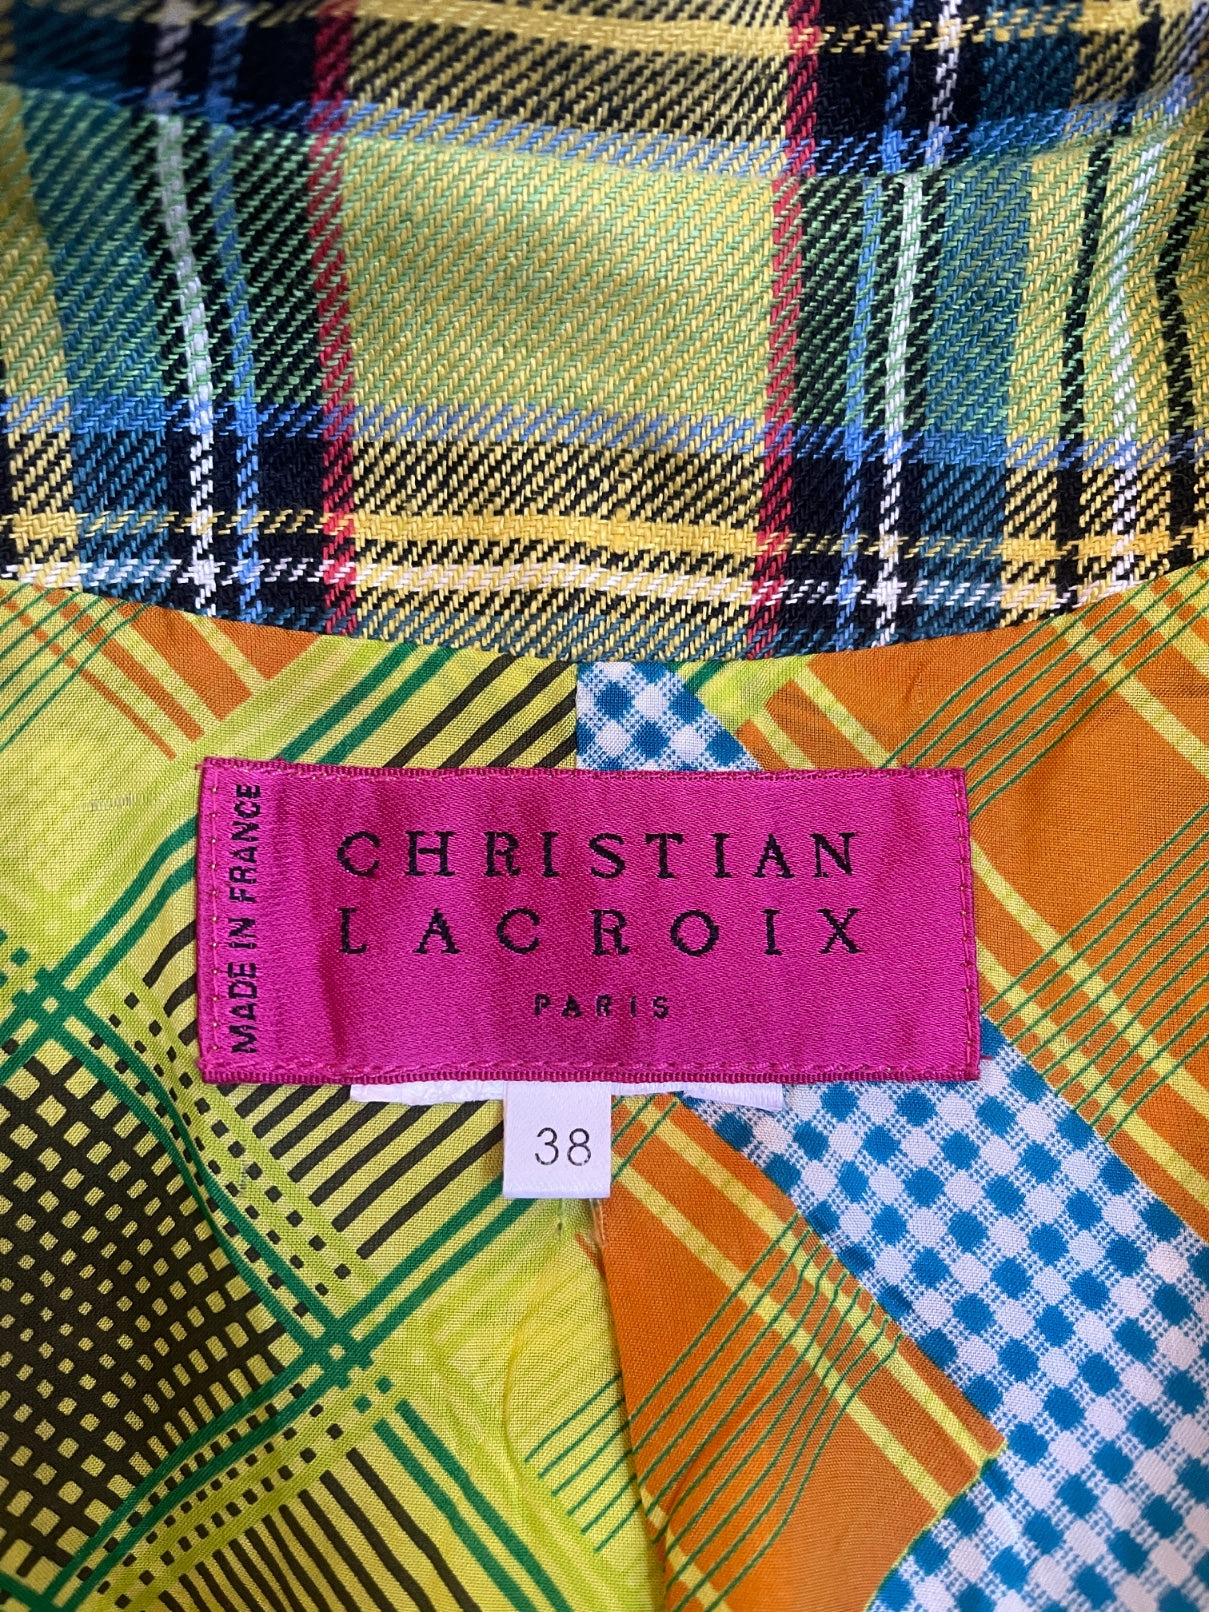 CHRISTIAN
LACROIX
PARIS
MADE IN FRANCE
38